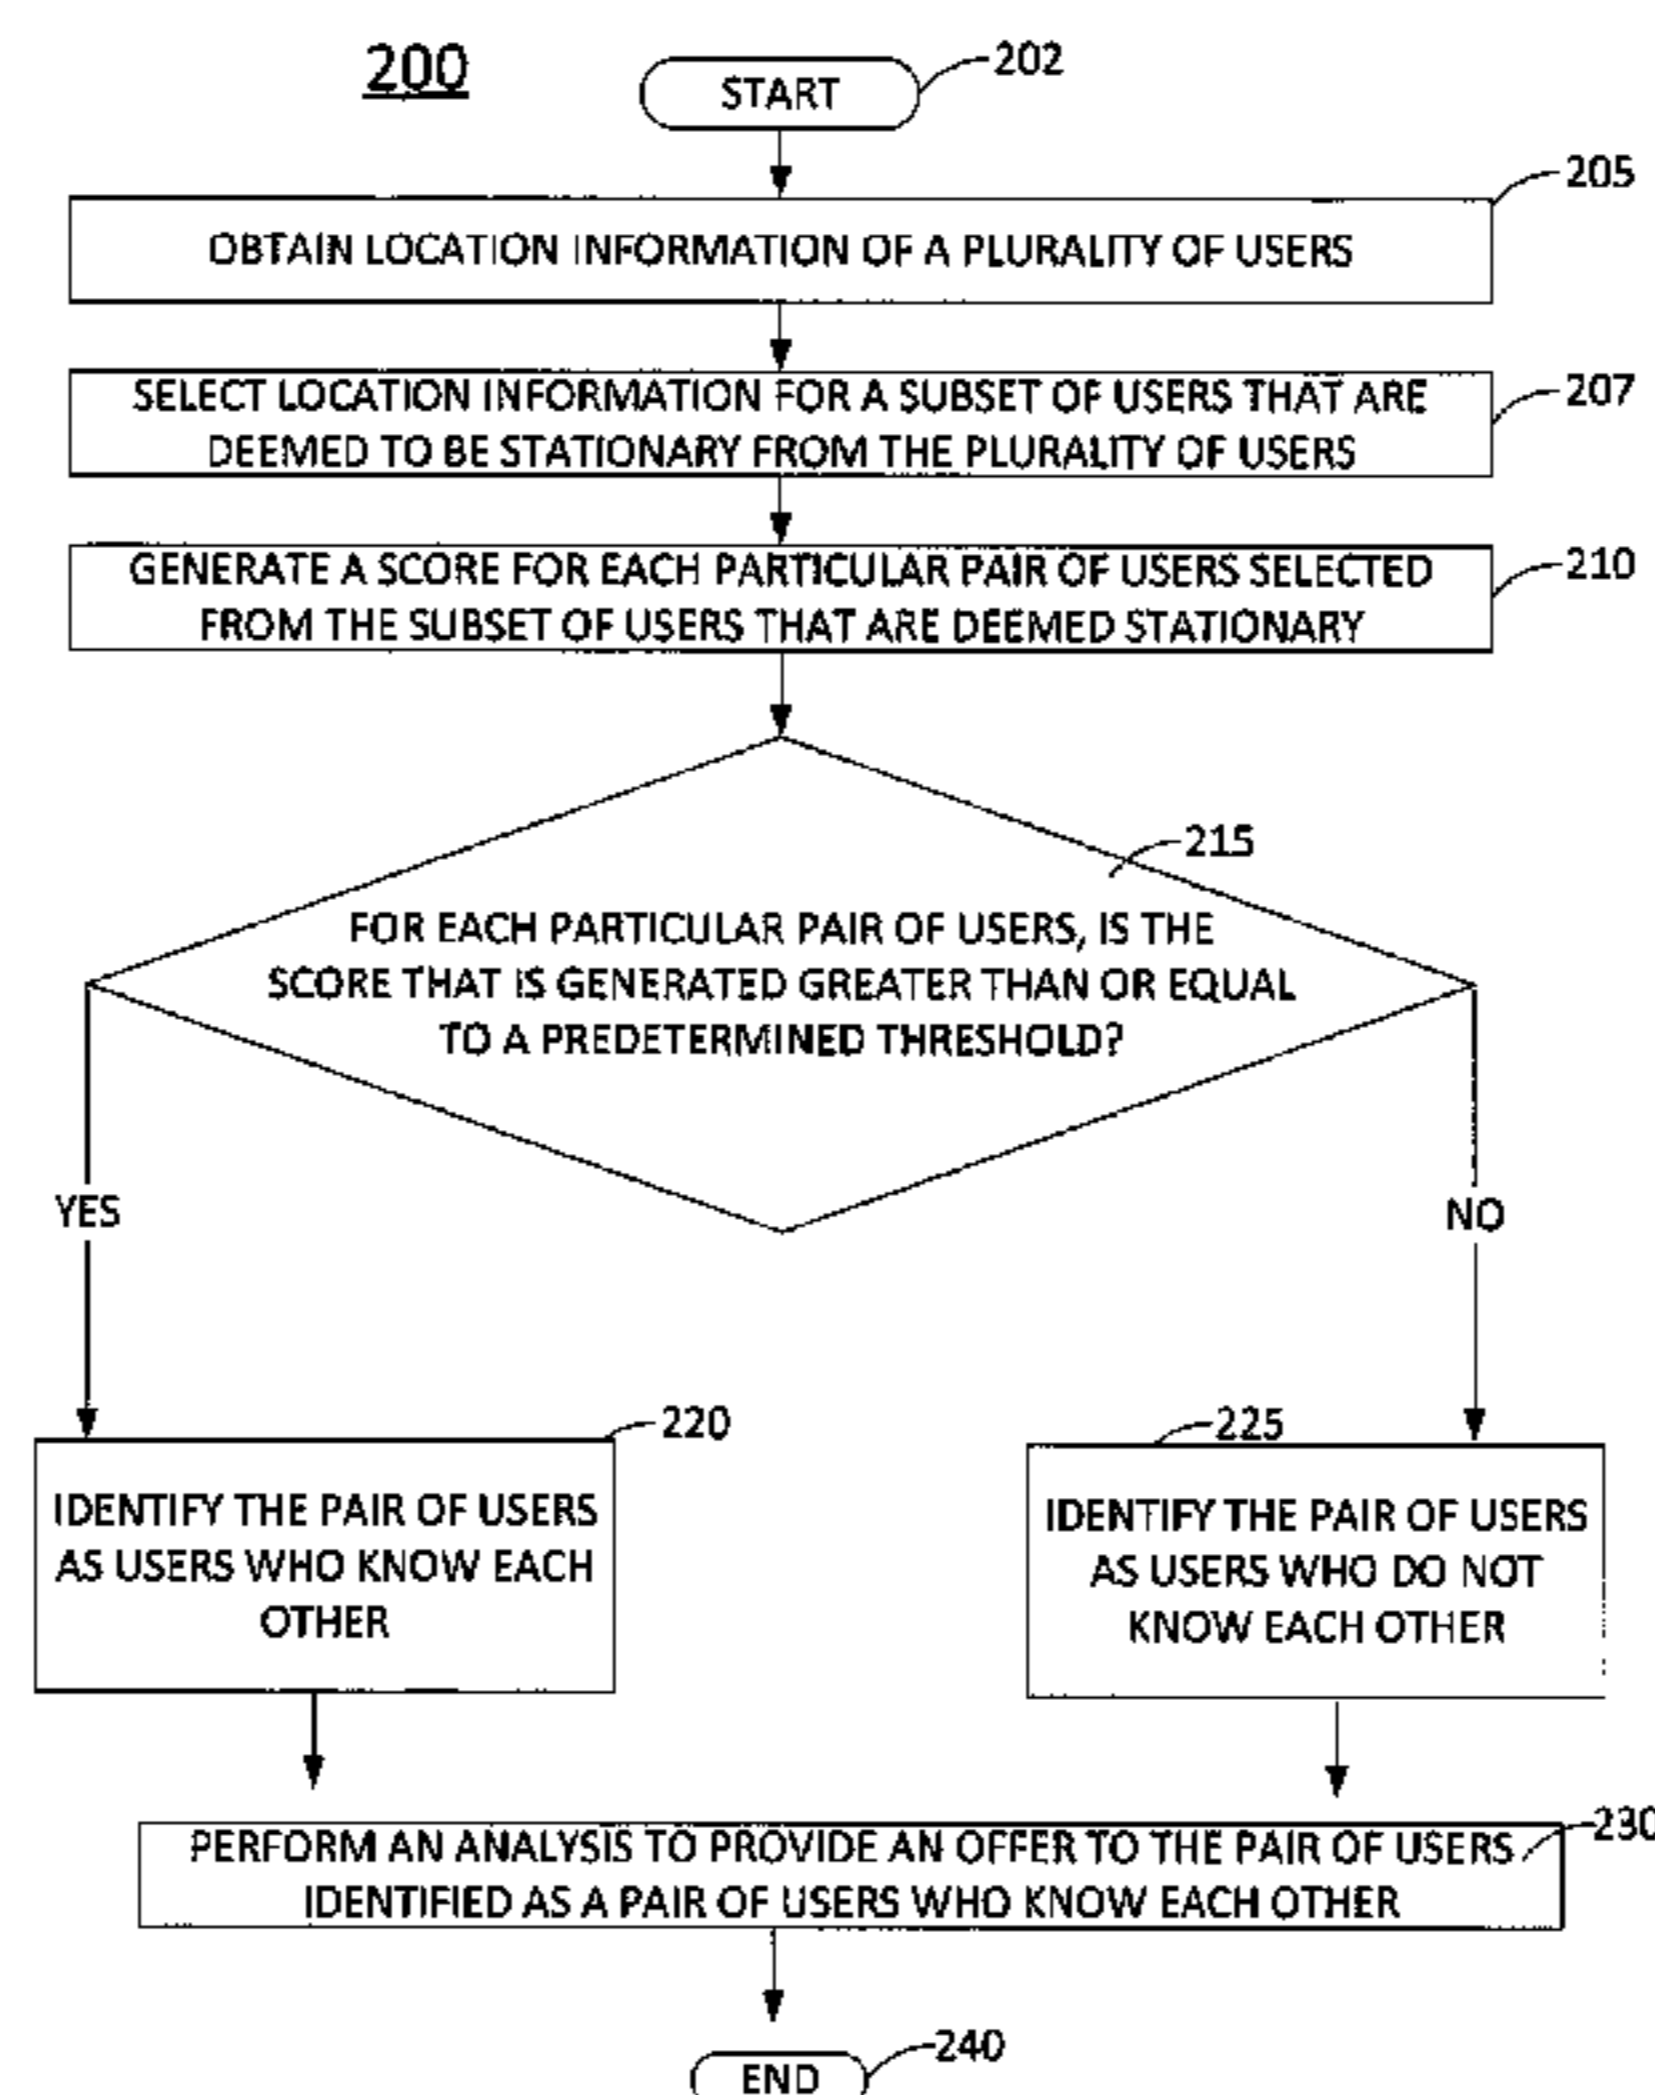 200
START
202
205
OBTAIN LOCATION INFORMATION OF A PLURALITY OF USERS
207
SELECT LOCATION INFORMATION FOR A SUBSET OF USERS THAT ARE
DEEMED TO BE STATIONARY FROM THE PLURALITY OF USERS
210
GENERATE A SCORE FOR EACH PARTICULAR PAIR OF USERS SELECTED
FROM THE SUBSET OF USERS THAT ARE DEEMED STATIONARY
215
FOR EACH PARTICULAR PAIR OF USERS, IS THE
SCORE THAT IS GENERATED GREATER THAN OR EQUAL
TO A PREDETERMINED THRESHOLD?
YES
NO
220
IDENTIFY THE PAIR OF USERS
AS USERS WHO KNOW EACH
OTHER
225
IDENTIFY THE PAIR OF USERS
AS USERS WHO DO NOT
KNOW EACH OTHER
230
PERFORM AN ANALYSIS TO PROVIDE AN OFFER TO THE PAIR OF USERS
IDENTIFIED AS A PAIR OF USERS WHO KNOW EACH OTHER
240
END